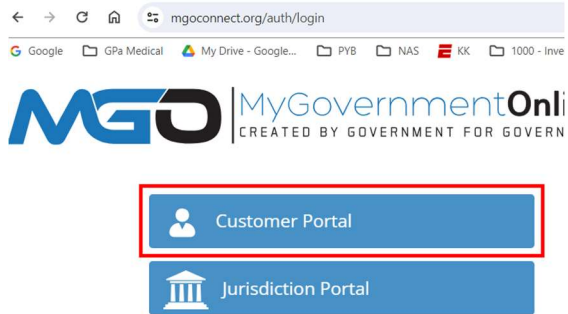 mgoconnect.org/auth/login
Google GPa Medical My Drive - Google... PYB NAS KK 1000 - Inve
MGO MyGovernmentOnli
CREATED BY GOVERNMENT FOR GOVERN
Customer Portal
Jurisdiction Portal